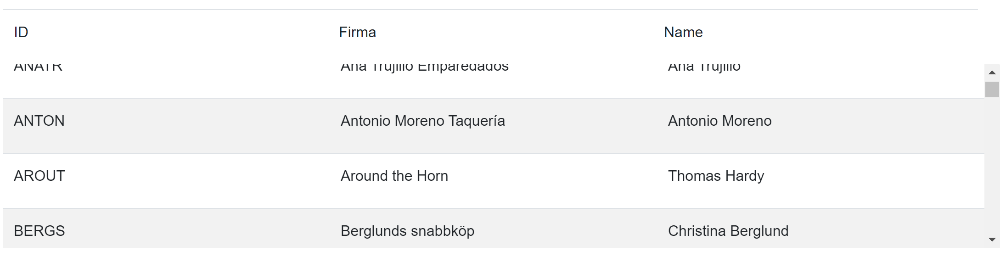 ID Firma Name
ANATR Ana Trujillo Emparedados Ana Trujillo
ANTON Antonio Moreno Taquería Antonio Moreno
AROUT Around the Horn Thomas Hardy
BERGS Berglunds snabbköp Christina Berglund